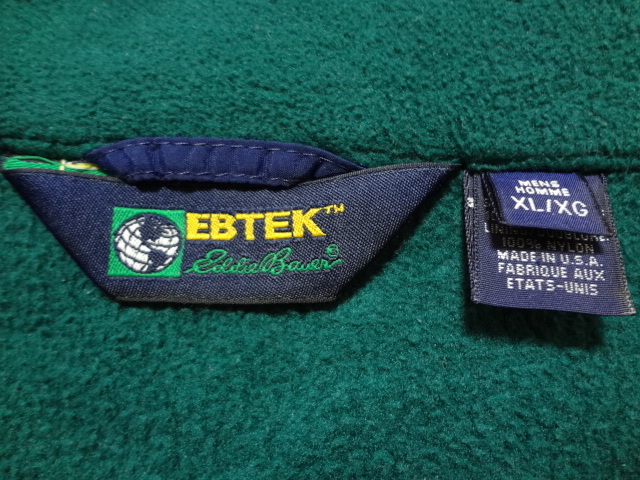 EBTEK™
Eddie Bauer®
MENS
HOMME
XL/XG
100% NYLON
MADE IN U.S.A.
FABRIQUE AUX
ETATS-UNIS